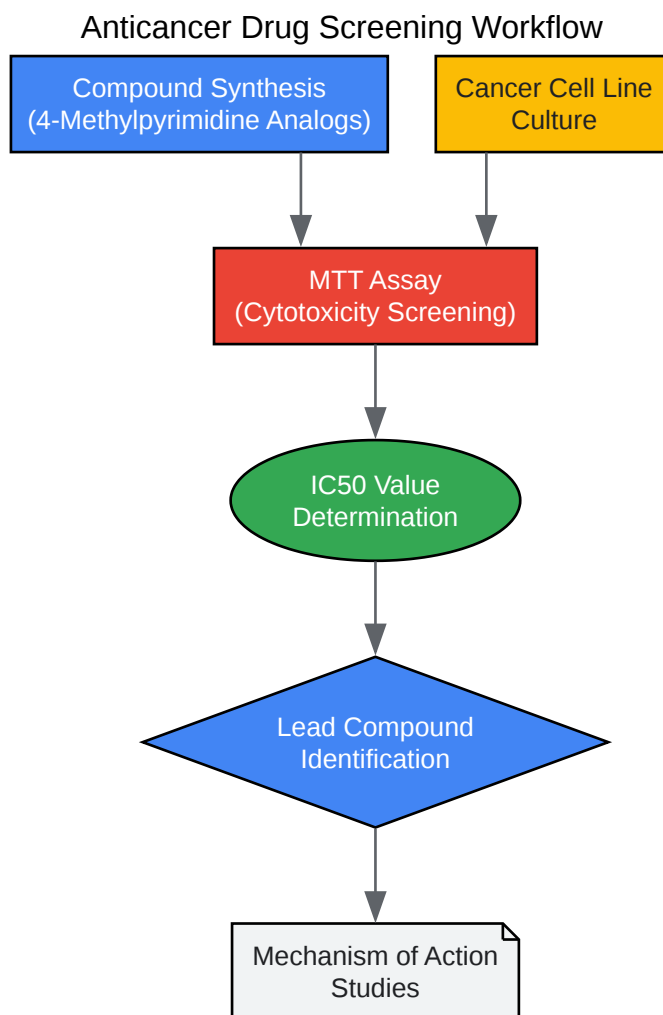 Anticancer Drug Screening Workflow
Compound Synthesis
(4-Methylpyrimidine Analogs)
Cancer Cell Line
Culture
MTT Assay
(Cytotoxicity Screening)
IC50 Value
Determination
Lead Compound
Identification
Mechanism of Action
Studies